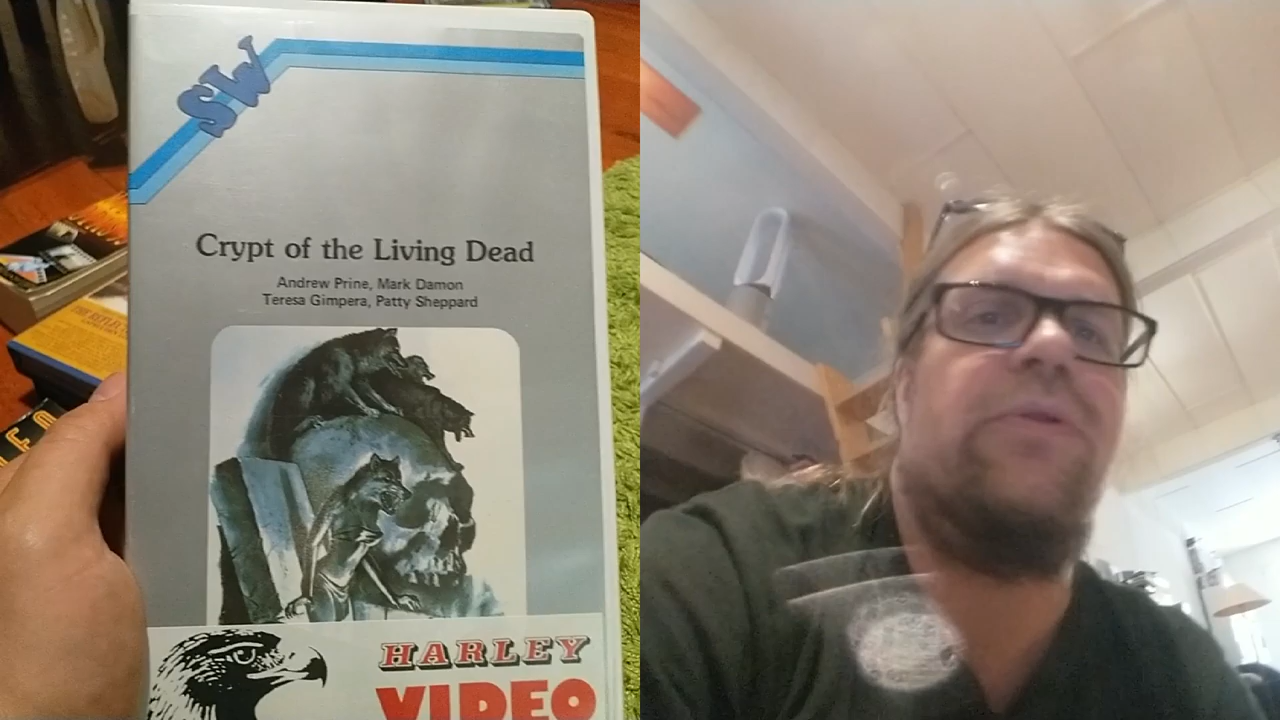 SW
Crypt of the Living Dead
Andrew Prine, Mark Damon
Teresa Gimpera, Patty Sheppard
HARLEY
VIDEO